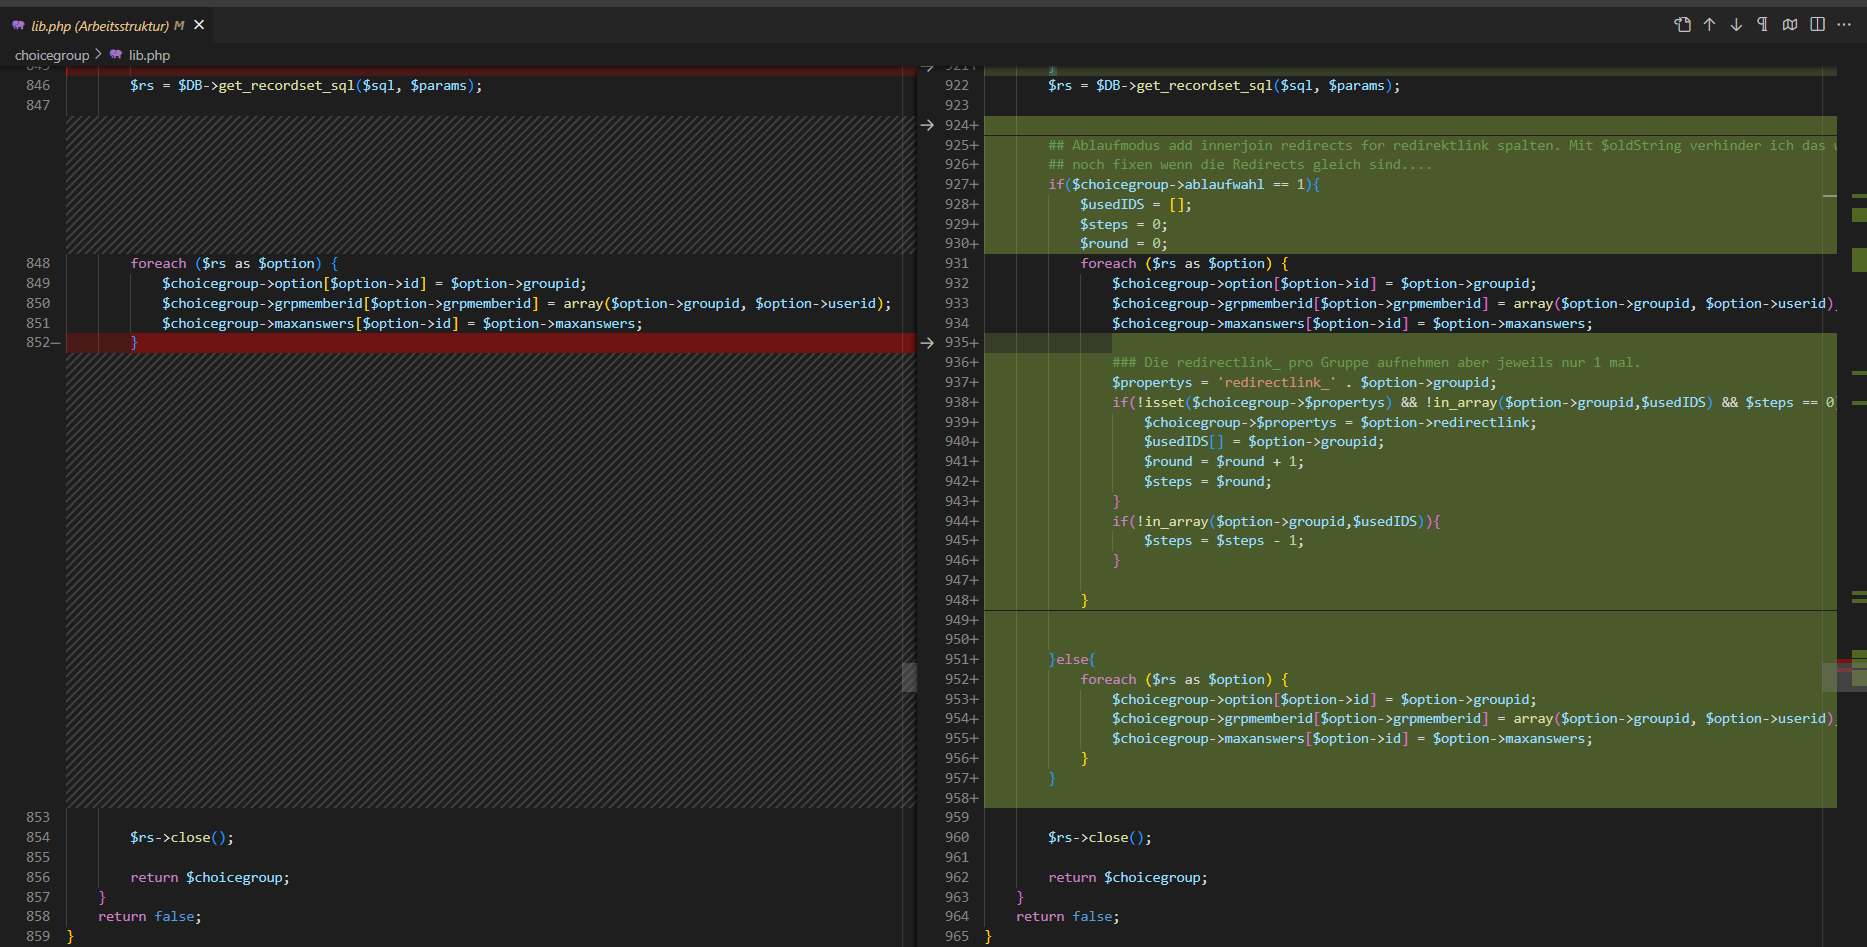 lib.php (Arbeitsstruktur) M
choicegroup > lib.php
846 $rs = $DB->get_recordset_sql($sql, $params);
847
848 foreach ($rs as $option) {
849 $choicegroup->option[$option->id] = $option->groupid;
850 $choicegroup->grpmemberid[$option->grpmemberid] = array($option->groupid, $option->userid);
851 $choicegroup->maxanswers[$option->id] = $option->maxanswers;
852— }
853
854 $rs->close();
855
856 return $choicegroup;
857 }
858 return false;
859 }
921+ }
922 $rs = $DB->get_recordset_sql($sql, $params);
923
924+
925+ ## Ablaufmodus add innerjoin redirects for redirektlink spalten. Mit $oldString verhinder ich das
926+ ## noch fixen wenn die Redirects gleich sind....
927+ if($choicegroup->ablaufwahl == 1){
928+ $usedIDS = [];
929+ $steps = 0;
930+ $round = 0;
931 foreach ($rs as $option) {
932 $choicegroup->option[$option->id] = $option->groupid;
933 $choicegroup->grpmemberid[$option->grpmemberid] = array($option->groupid, $option->userid)
934 $choicegroup->maxanswers[$option->id] = $option->maxanswers;
935+
936+ ### Die redirectlink_ pro Gruppe aufnehmen aber jeweils nur 1 mal.
937+ $propertys = 'redirectlink_' . $option->groupid;
938+ if(!isset($choicegroup->$propertys) && !in_array($option->groupid,$usedIDS) && $steps == 0
939+ $choicegroup->$propertys = $option->redirectlink;
940+ $usedIDS[] = $option->groupid;
941+ $round = $round + 1;
942+ $steps = $round;
943+ }
944+ if(!in_array($option->groupid,$usedIDS)){
945+ $steps = $steps - 1;
946+ }
947+
948+ }
949+
950+
951+ }else{
952+ foreach ($rs as $option) {
953+ $choicegroup->option[$option->id] = $option->groupid;
954+ $choicegroup->grpmemberid[$option->grpmemberid] = array($option->groupid, $option->userid)
955+ $choicegroup->maxanswers[$option->id] = $option->maxanswers;
956+ }
957+ }
958+
959
960 $rs->close();
961
962 return $choicegroup;
963 }
964 return false;
965 }